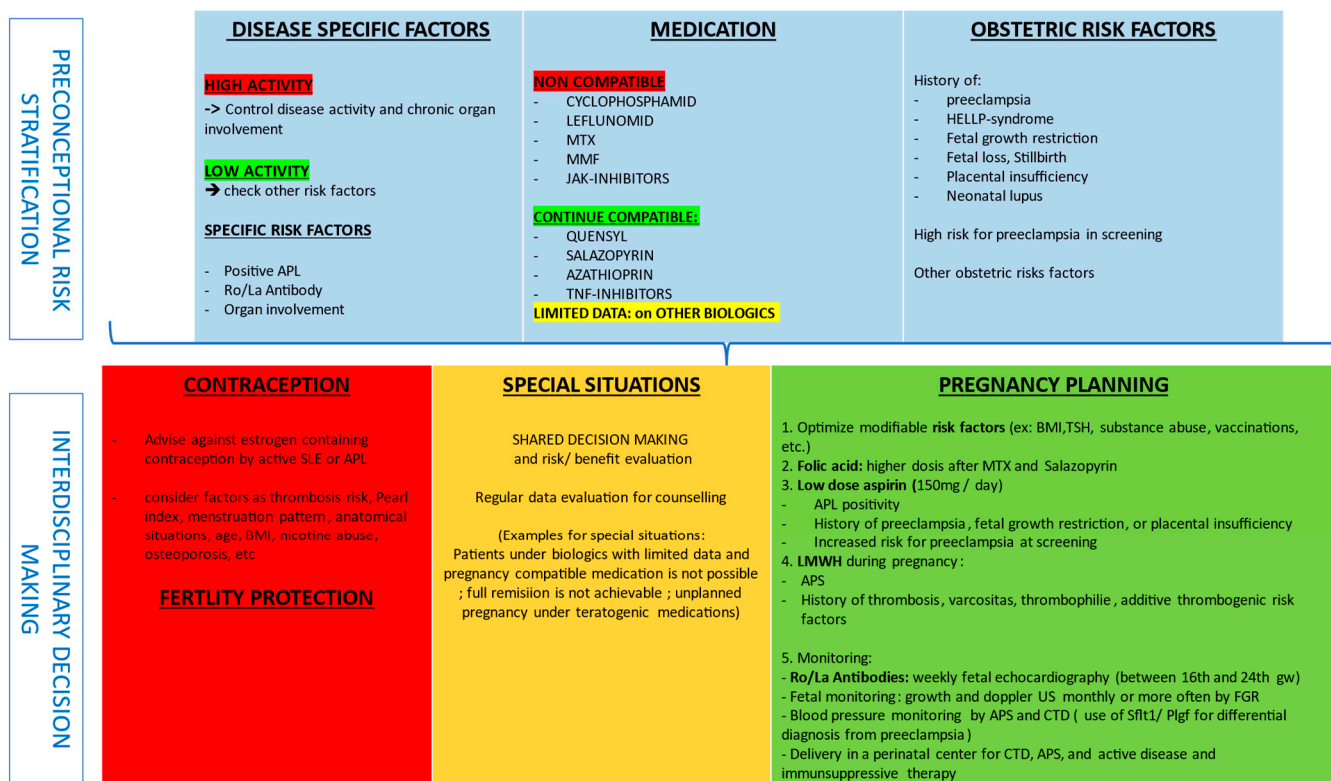 PRECONCEPTIONAL RISK
STRATIFICATION
DISEASE SPECIFIC FACTORS
HIGH ACTIVITY
-> Control disease activity and chronic organ
involvement
LOW ACTIVITY
➔ check other risk factors
SPECIFIC RISK FACTORS
- Positive APL
- Ro/La Antibody
- Organ involvement
MEDICATION
NON COMPATIBLE
- CYCLOPHOSPHAMID
- LEFLUNOMID
- MTX
- MMF
- JAK-INHIBITORS
CONTINUE COMPATIBLE:
- QUENSYL
- SALAZOPYRIN
- AZATHIOPRIN
- TNF-INHIBITORS
LIMITED DATA: on OTHER BIOLOGICS
OBSTETRIC RISK FACTORS
History of:
- preeclampsia
- HELLP-syndrome
- Fetal growth restriction
- Fetal loss, Stillbirth
- Placental insufficiency
- Neonatal lupus
High risk for preeclampsia in screening
Other obstetric risks factors
INTERDISCIPLINARY DECISION
MAKING
CONTRACEPTION
- Advise against estrogen containing
contraception by active SLE or APL
- consider factors as thrombosis risk, Pearl
index, menstruation pattern, anatomical
situations, age, BMI, nicotine abuse,
osteoporosis, etc
FERTLITY PROTECTION
SPECIAL SITUATIONS
SHARED DECISION MAKING
and risk/ benefit evaluation
Regular data evaluation for counselling
(Examples for special situations:
Patients under biologics with limited data and
pregnancy compatible medication is not possible
; full remisiion is not achievable ; unplanned
pregnancy under teratogenic medications)
PREGNANCY PLANNING
1. Optimize modifiable risk factors (ex: BMI,TSH, substance abuse, vaccinations,
etc.)
2. Folic acid: higher dosis after MTX and Salazopyrin
3. Low dose aspirin (150mg / day)
- APL positivity
- History of preeclampsia, fetal growth restriction, or placental insufficiency
- Increased risk for preeclampsia at screening
4. LMWH during pregnancy :
- APS
- History of thrombosis, varcositas, thrombophilie , additive thrombogenic risk
factors
5. Monitoring:
- Ro/La Antibodies: weekly fetal echocardiography (between 16th and 24th gw)
- Fetal monitoring : growth and doppler US monthly or more often by FGR
- Blood pressure monitoring by APS and CTD ( use of Sflt1/ Plgf for differential
diagnosis from preeclampsia )
- Delivery in a perinatal center for CTD, APS, and active disease and
immunsuppressive therapy